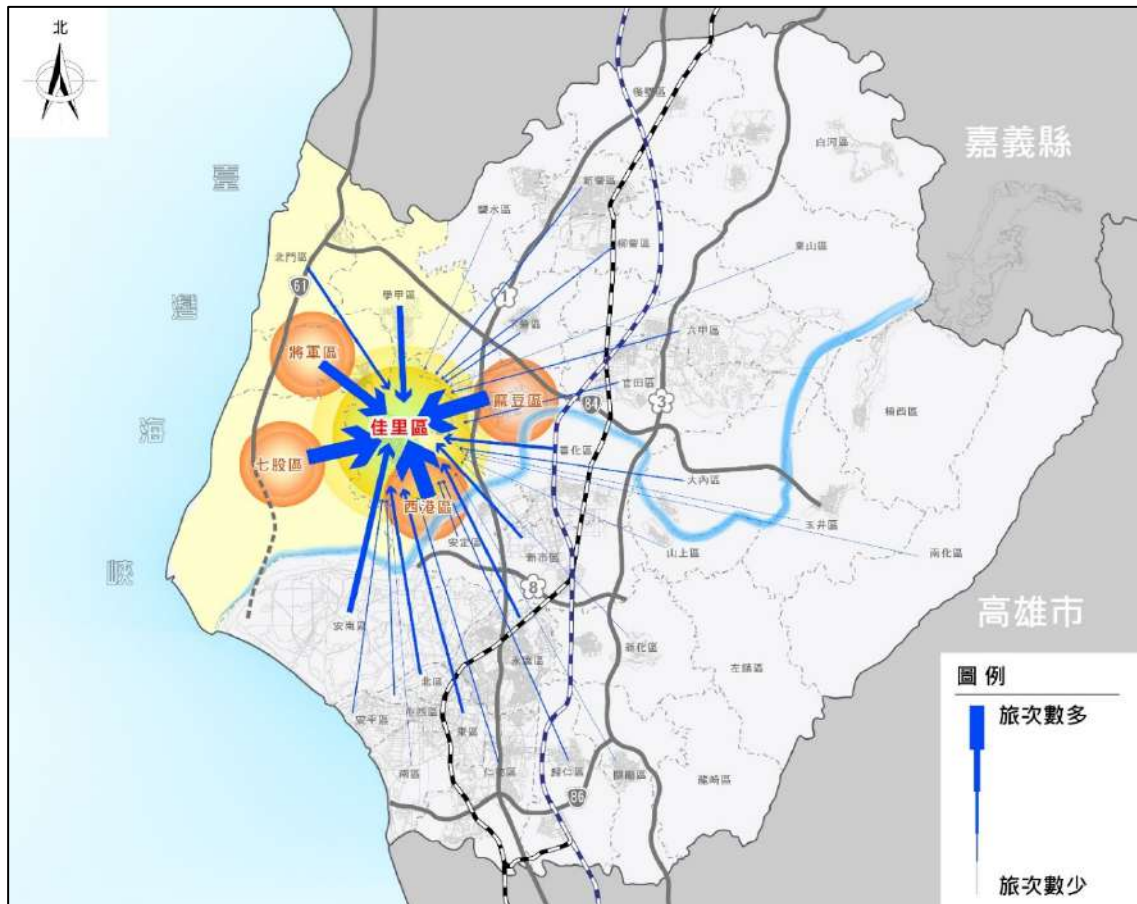 北
臺
灣
海
峽
嘉義縣
高雄市
後壁區
白河區
新營區
鹽水區
柳營區
東山區
北門區
61
學甲區
1
下營區
六甲區
將軍區
官田區
麻豆區
84
3
楠西區
佳里區
七股區
善化區
大內區
西港區
玉井區
安定區
新市區
山上區
南化區
8
安南區
新化區
永康區
左鎮區
北區
安平區
中西區
東區
南區
仁德區
歸仁區
關廟區
龍崎區
86
圖例
旅次數多
旅次數少